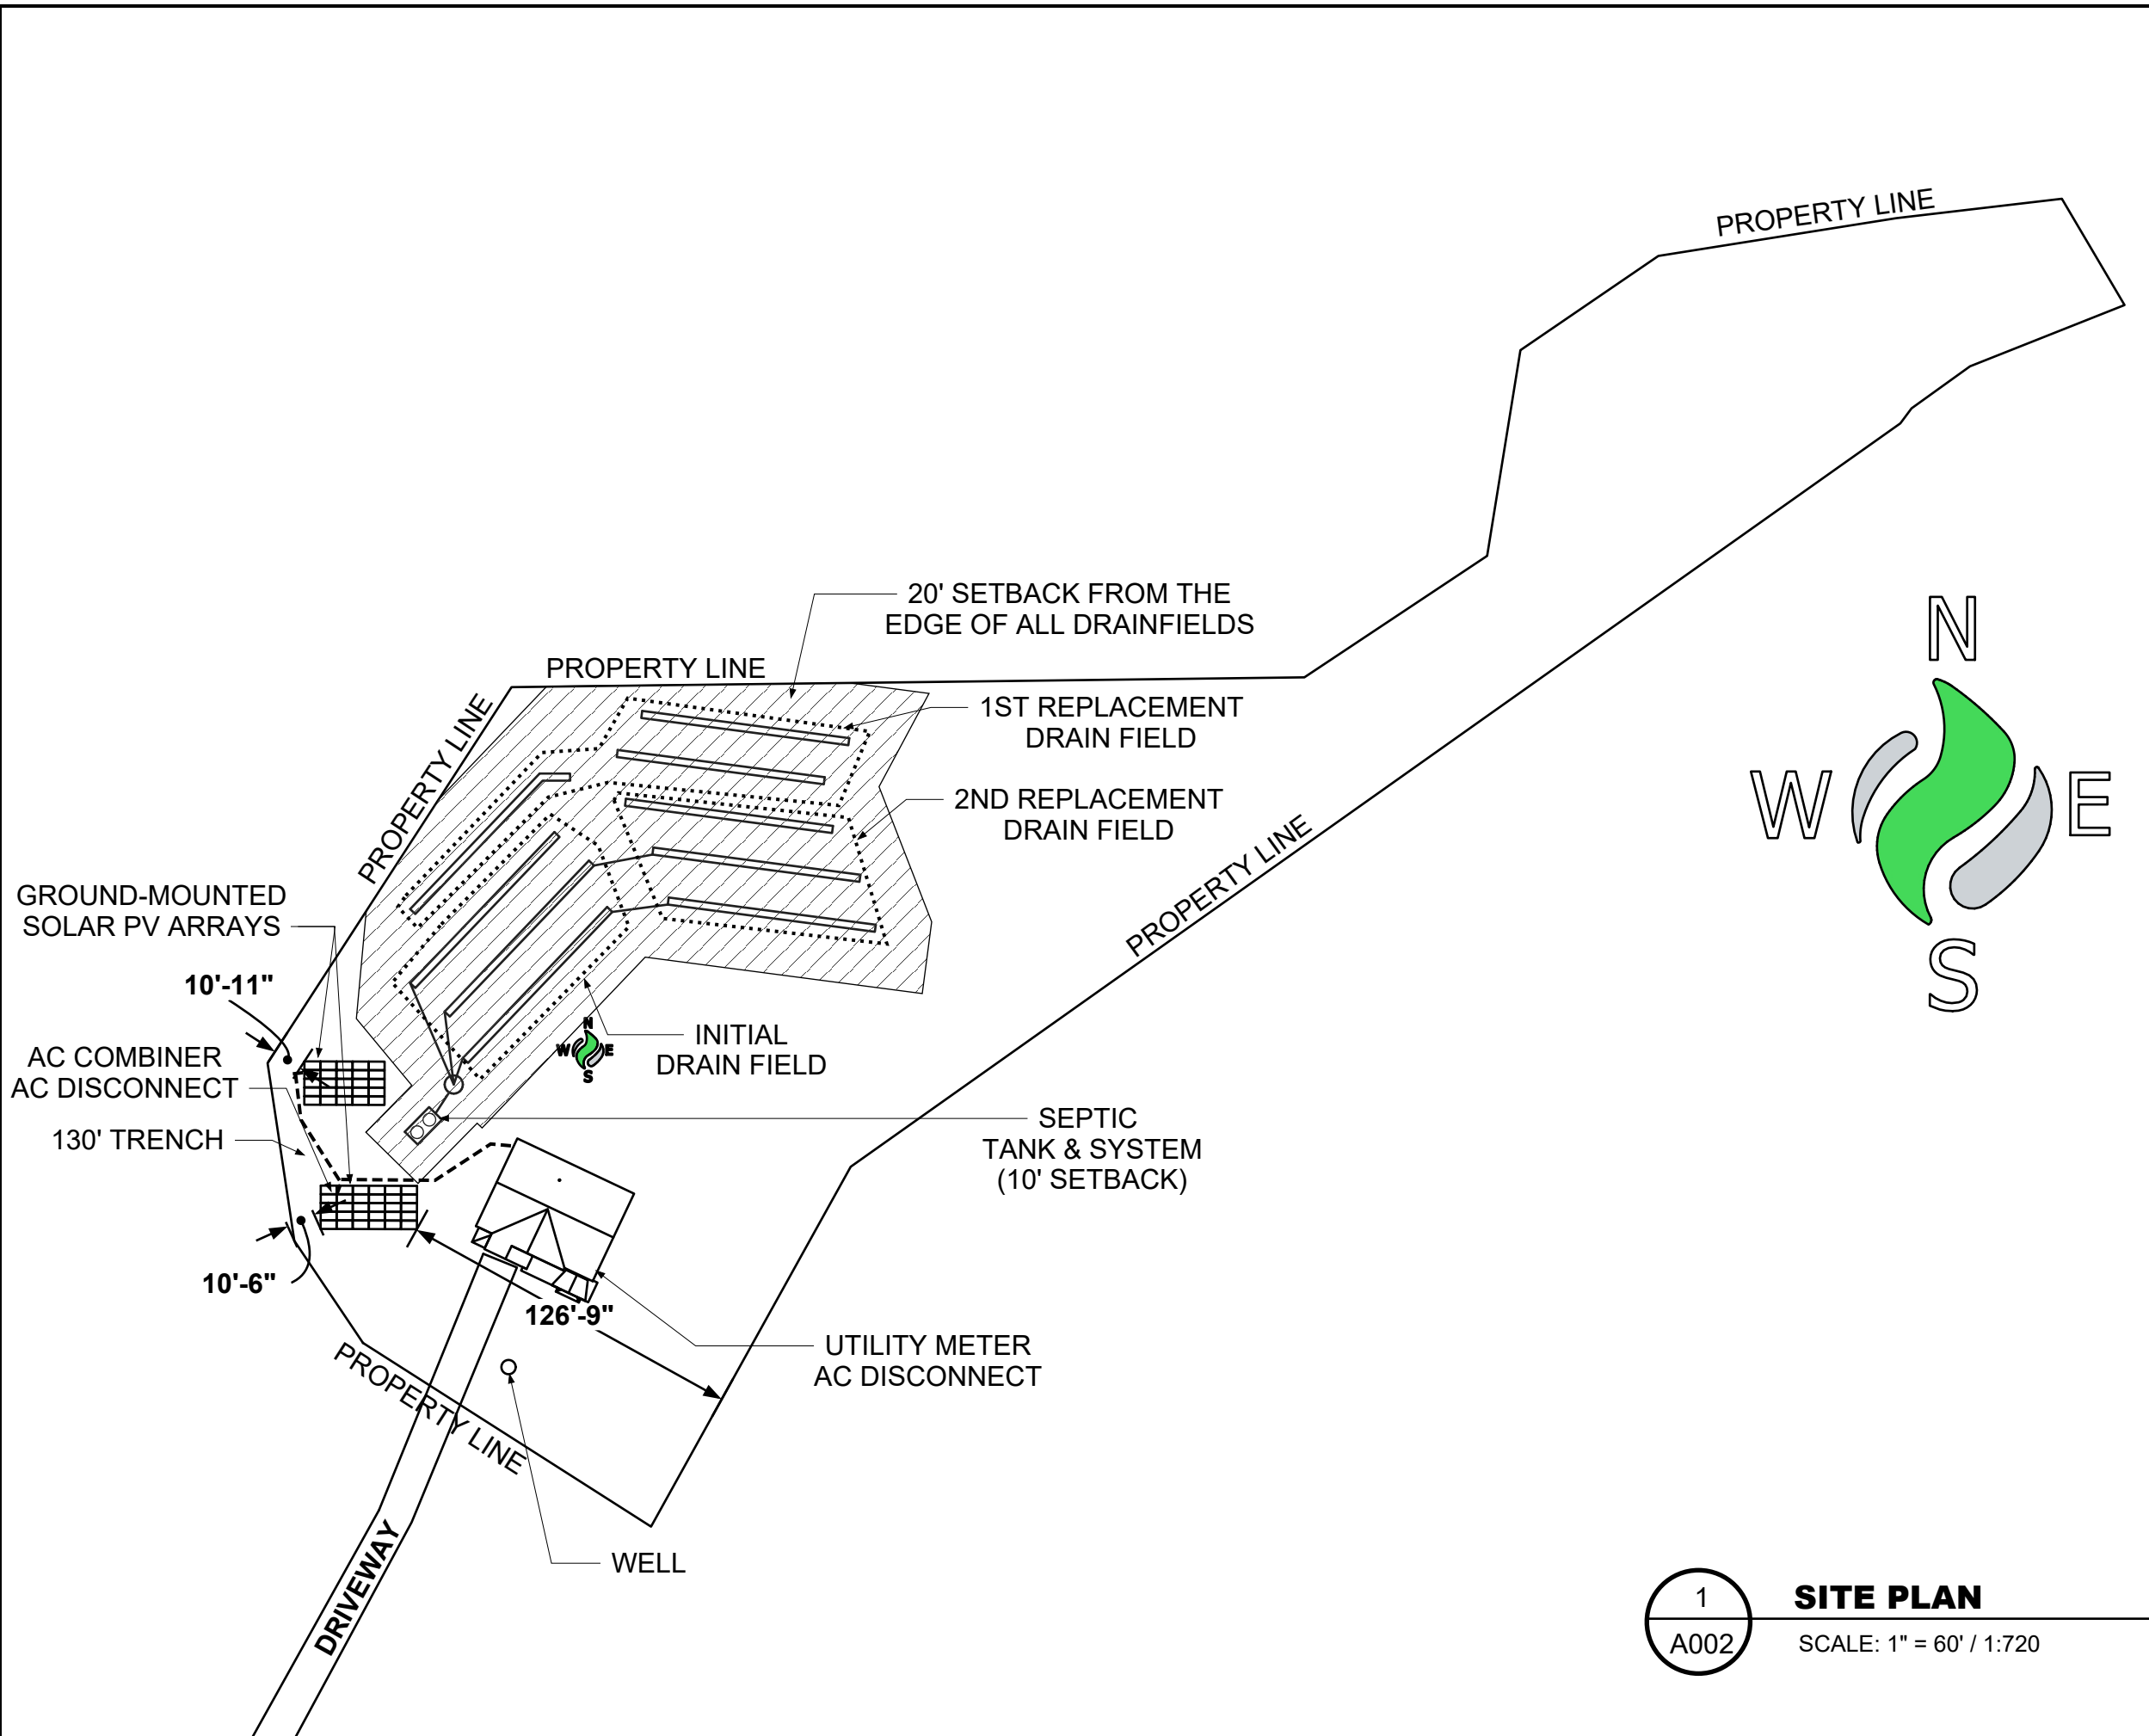 PROPERTY LINE
N
W
E
S
20' SETBACK FROM THE
EDGE OF ALL DRAINFIELDS
PROPERTY LINE
1ST REPLACEMENT
DRAIN FIELD
PROPERTY LINE
2ND REPLACEMENT
DRAIN FIELD
PROPERTY LINE
GROUND-MOUNTED
SOLAR PV ARRAYS
10'-11"
N
W
E
S
INITIAL
DRAIN FIELD
AC COMBINER
AC DISCONNECT
130' TRENCH
SEPTIC
TANK & SYSTEM
(10' SETBACK)
10'-6"
126'-9"
UTILITY METER
AC DISCONNECT
PROPERTY LINE
WELL
DRIVEWAY
1
A002
SITE PLAN
SCALE: 1" = 60' / 1:720